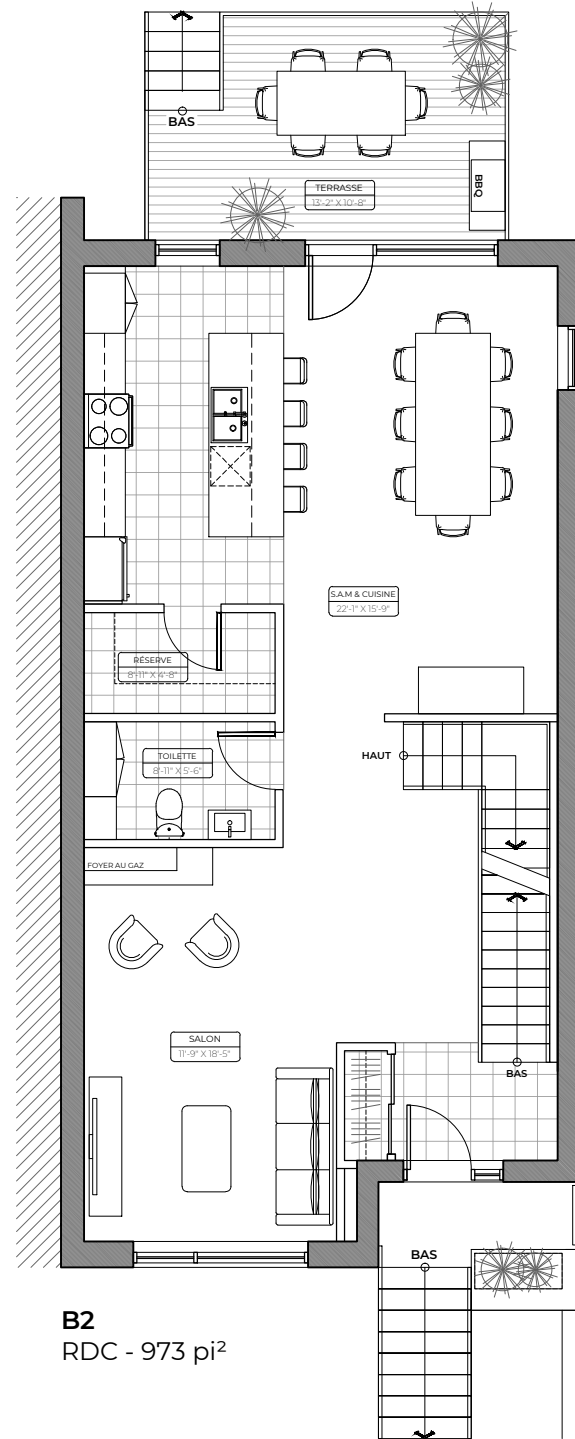 BAS
TERRASSE
13'-2" X 10'-8"
BBQ
S.A.M & CUISINE
22'-1" X 15'-9"
RÉSERVE
8'-11" X 4'-8"
HAUT
TOILETTE
8'-11" X 5'-6"
FOYER AU GAZ
SALON
11'-9" X 18'-5"
BAS
BAS
B2
RDC - 973 pi²